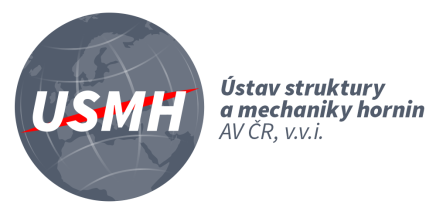 USMH
Ústav struktury
a mechaniky hornin
AV ČR, v.v.i.